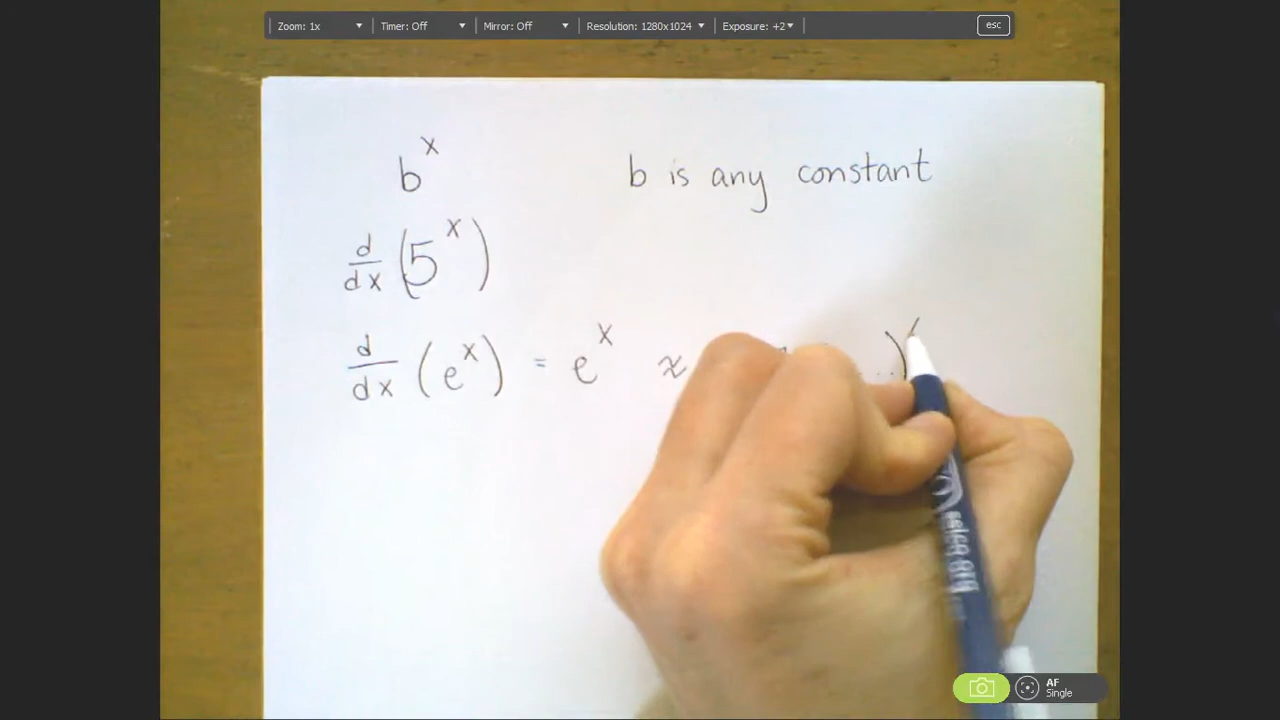 Zoom: 1x Timer: Off Mirror: Off Resolution: 1280x1024 Exposure: +2 esc
b^x b is any constant
d/dx (5^x)
d/dx (e^x) = e^x ≈
AF
Single